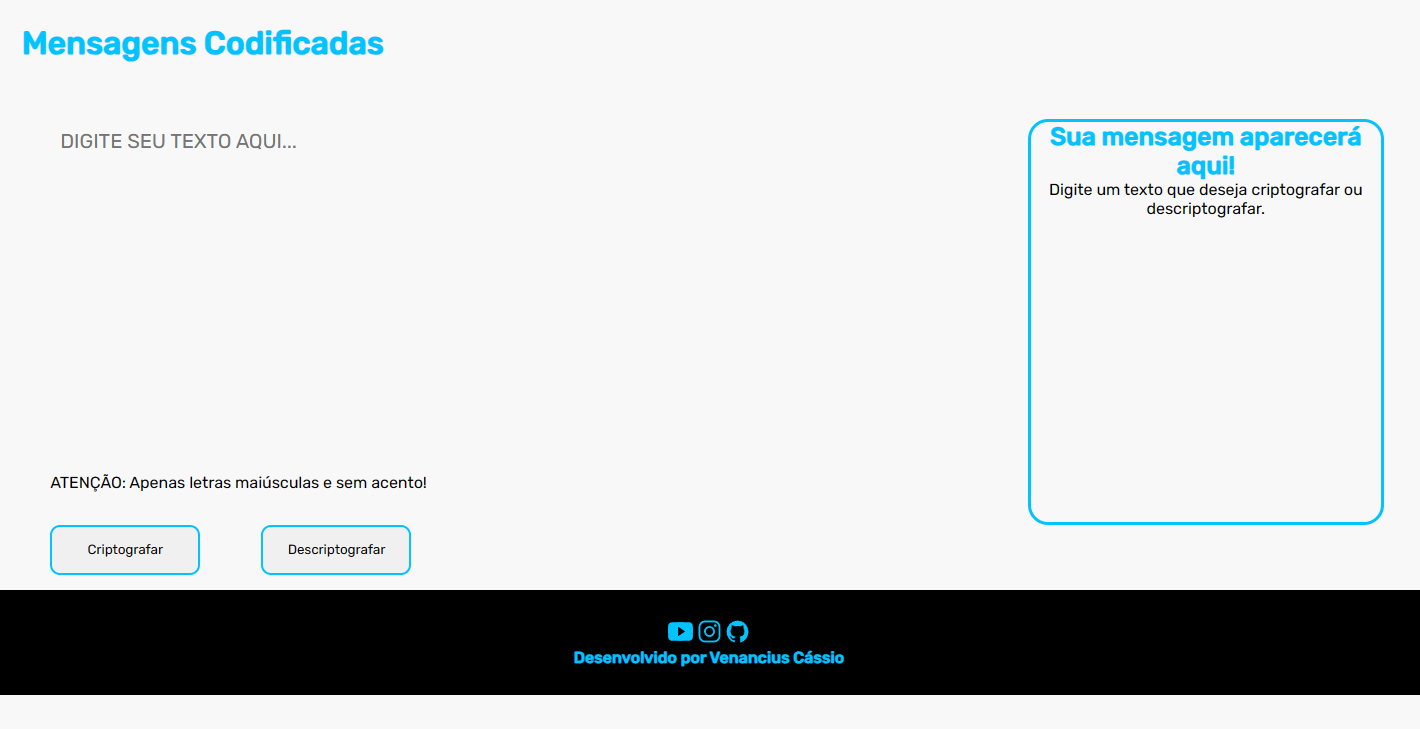 Mensagens Codificadas
DIGITE SEU TEXTO AQUI...
Sua mensagem aparecerá
aqui!
Digite um texto que deseja criptografar ou
descriptografar.
ATENÇÃO: Apenas letras maiúsculas e sem acento!
Criptografar
Descriptografar
Desenvolvido por Venancius Cássio